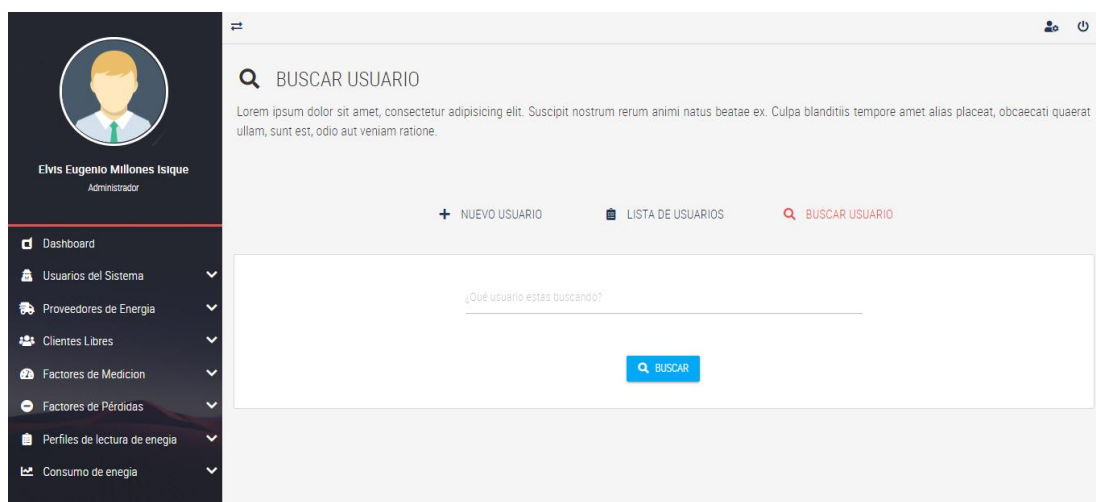 Elvis Eugenio Millones Isique
Administrador
Dashboard
Usuarios del Sistema
Proveedores de Energia
Clientes Libres
Factores de Medicion
Factores de Pérdidas
Perfiles de lectura de enegia
Consumo de enegia
BUSCAR USUARIO
Lorem ipsum dolor sit amet, consectetur adipisicing elit. Suscipit nostrum rerum animi natus beatae ex. Culpa blanditiis tempore amet alias placeat, obcaecati quaerat
ullam, sunt est, odio aut veniam ratione.
NUEVO USUARIO
LISTA DE USUARIOS
BUSCAR USUARIO
¿Qué usuario estas buscando?
BUSCAR